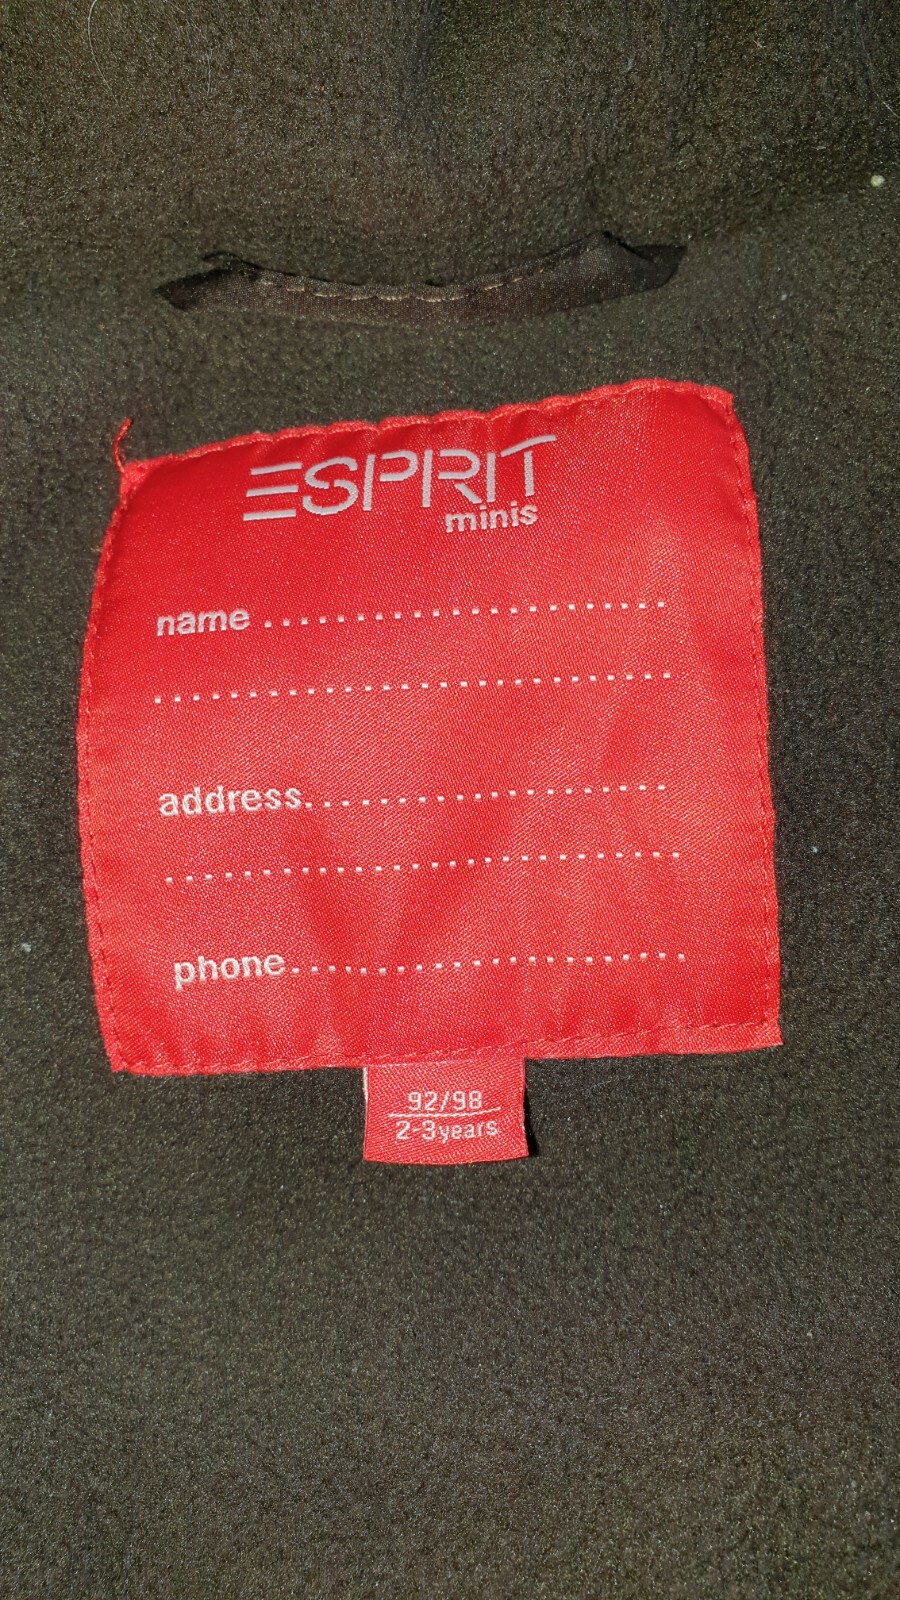 ESPRIT
minis
name ......................
............................
address....................
............................
phone.....................
92/98
2-3years